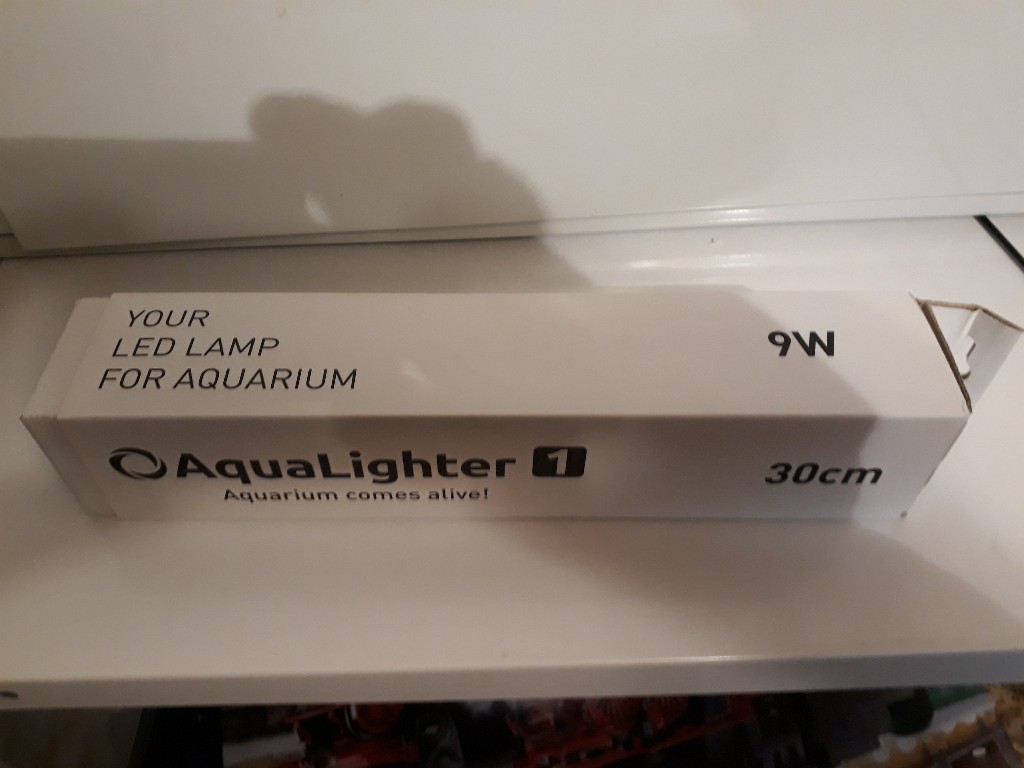 YOUR
LED LAMP
FOR AQUARIUM
9W
AquaLighter 1
Aquarium comes alive!
30cm